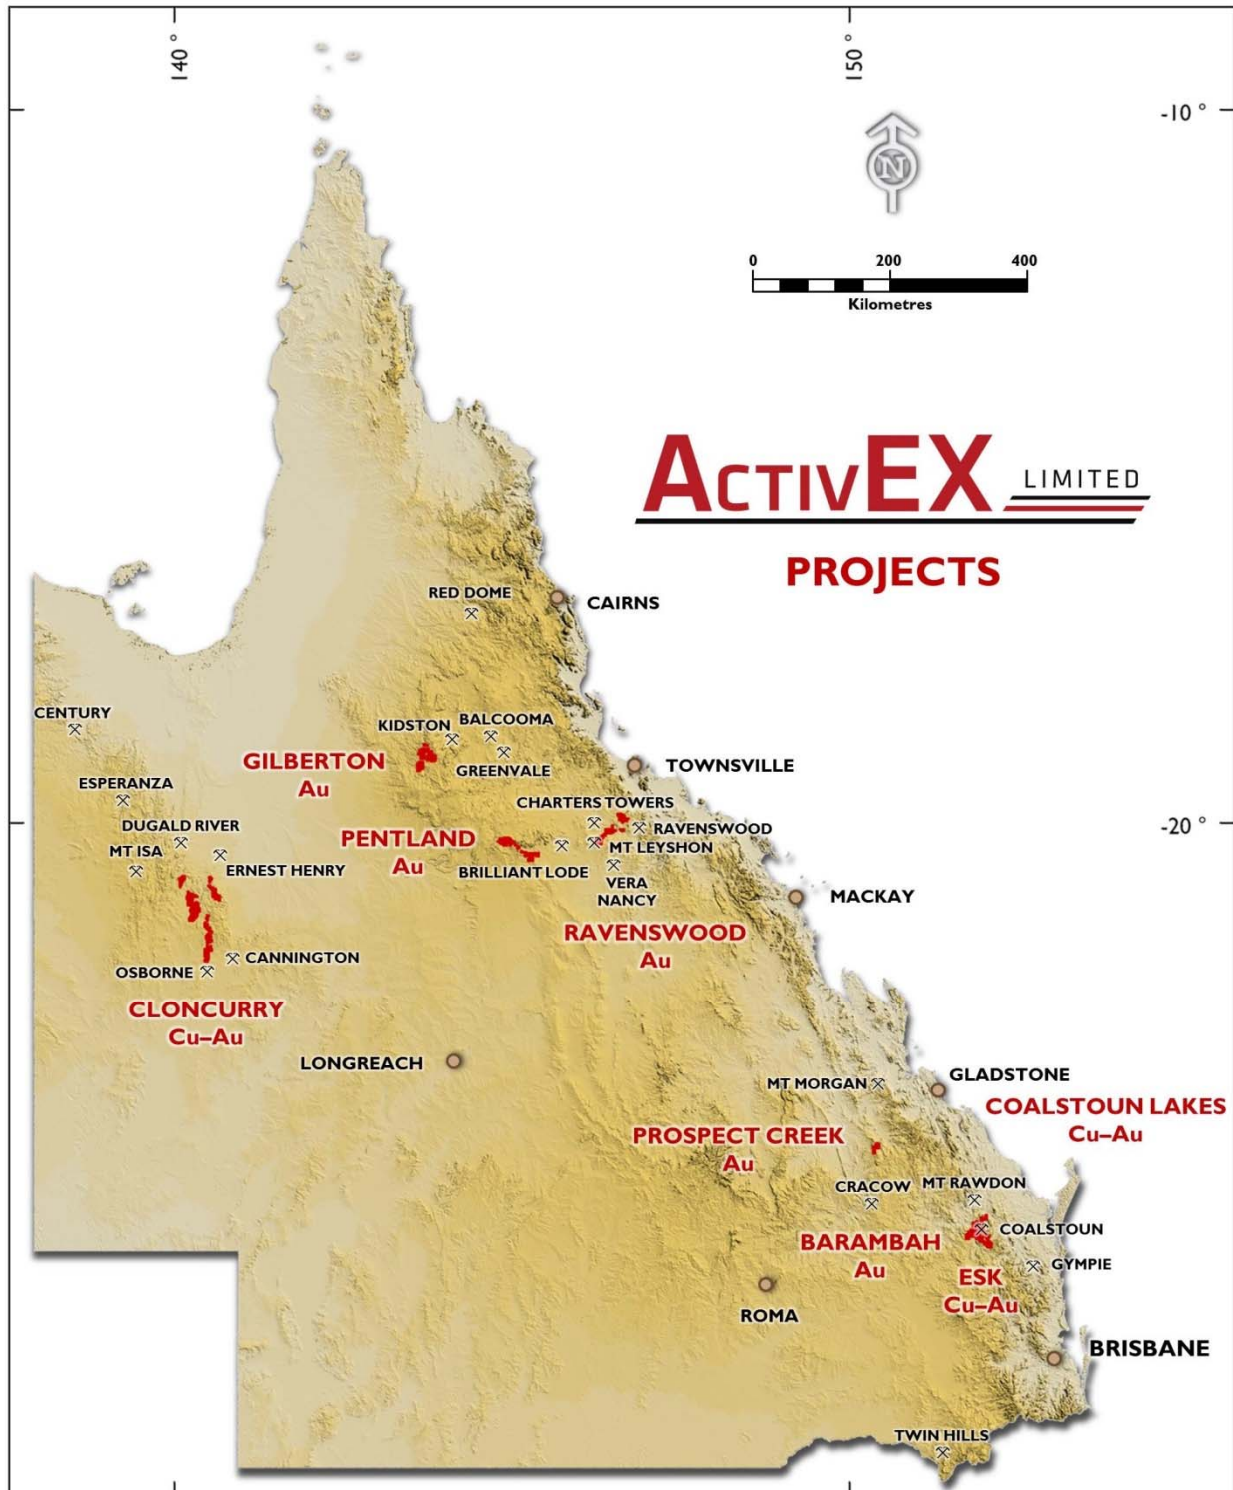 140 °
150 °
-10 °
N
0 200 400
Kilometres
ACTIVEX LIMITED
PROJECTS
RED DOME
CAIRNS
CENTURY
KIDSTON
BALCOOMA
GILBERTON
Au
GREENVALE
TOWNSVILLE
ESPERANZA
CHARTERS TOWERS
-20 °
DUGALD RIVER
RAVENSWOOD
PENTLAND
Au
MT LEYSHON
MT ISA
ERNEST HENRY
BRILLIANT LODE
VERA
NANCY
MACKAY
RAVENSWOOD
Au
CANNINGTON
OSBORNE
CLONCURRY
Cu–Au
LONGREACH
MT MORGAN
GLADSTONE
COALSTOUN LAKES
Cu–Au
PROSPECT CREEK
Au
CRACOW
MT RAWDON
COALSTOUN
BARAMBAH
Au
GYMPIE
ESK
Cu–Au
ROMA
BRISBANE
TWIN HILLS